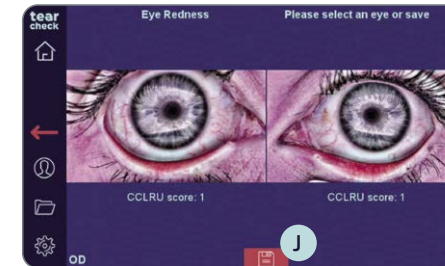 tear
check
Eye Redness
Please select an eye or save
CCLRU score: 1
CCLRU score: 1
J
OD